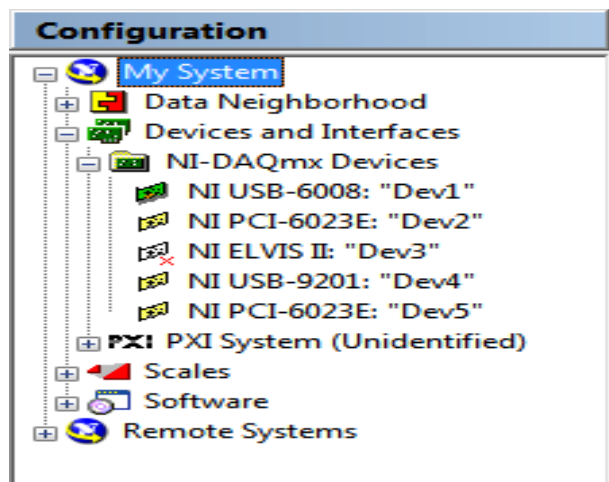 Configuration
My System
Data Neighborhood
Devices and Interfaces
NI-DAQmx Devices
NI USB-6008: "Dev1"
NI PCI-6023E: "Dev2"
NI ELVIS II: "Dev3"
NI USB-9201: "Dev4"
NI PCI-6023E: "Dev5"
PXI PXI System (Unidentified)
Scales
Software
Remote Systems